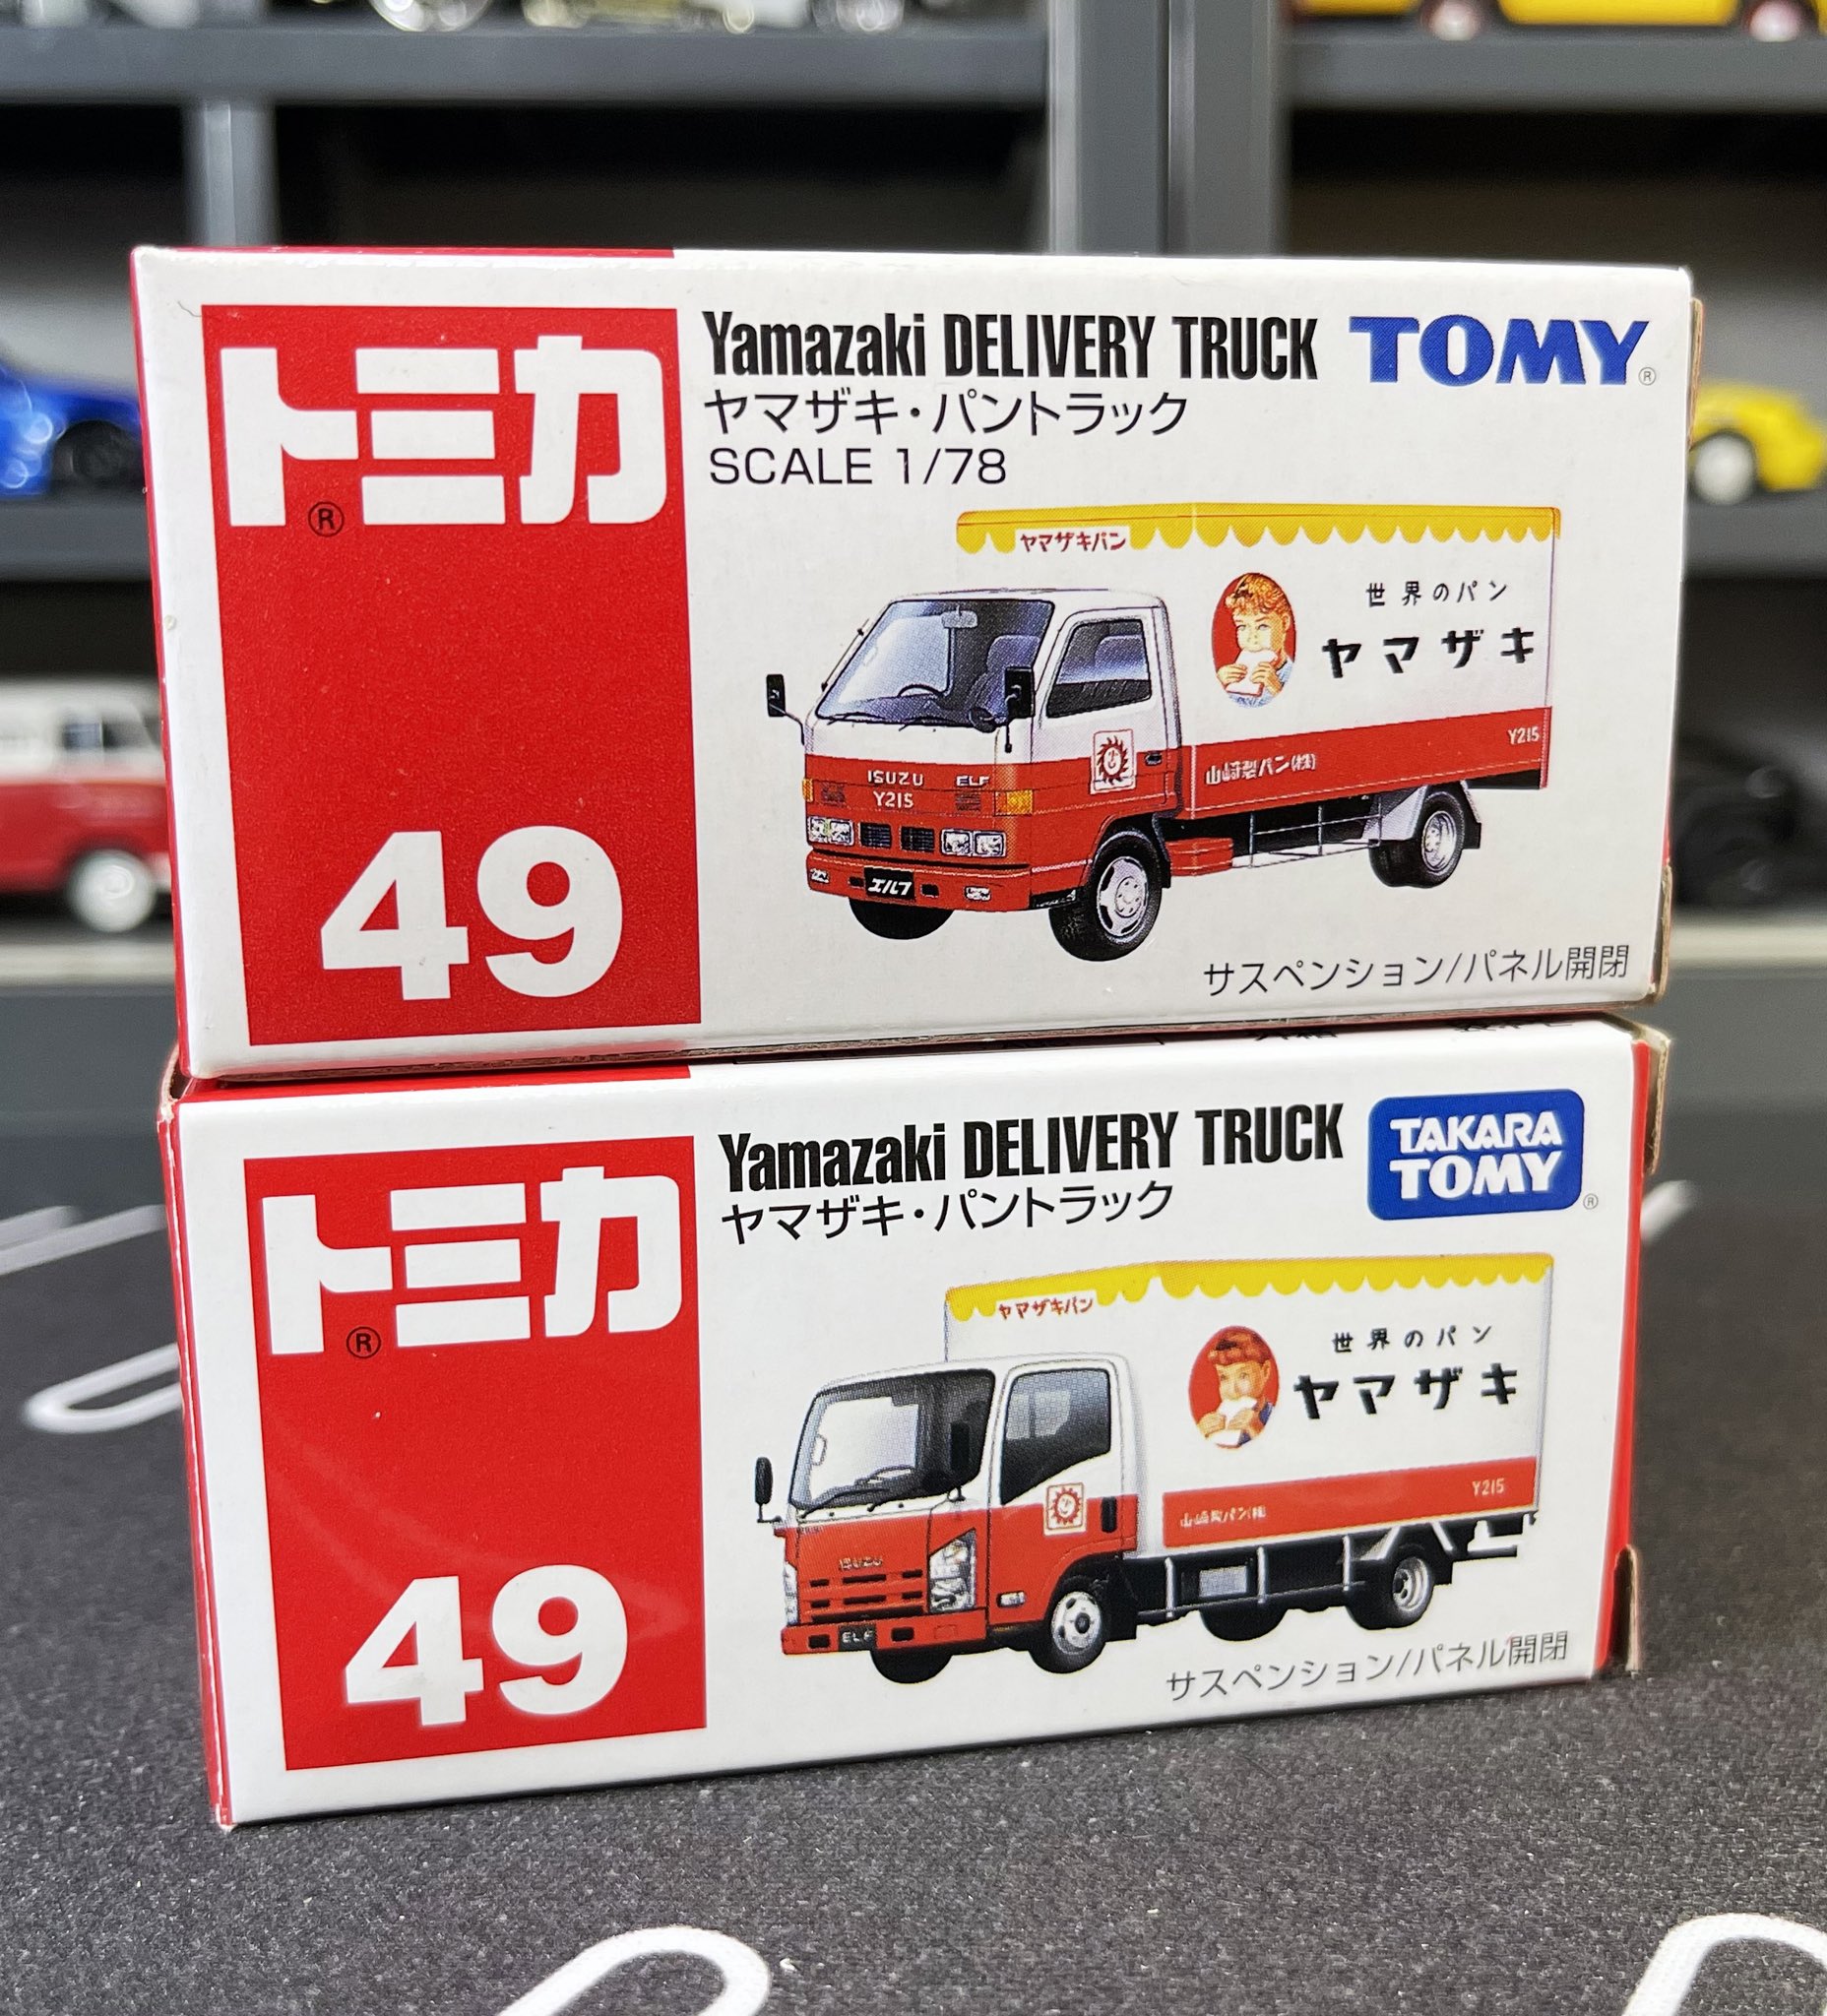 トミカ
®
49
Yamazaki DELIVERY TRUCK
TOMY®
ヤマザキ・パントラック
SCALE 1/78
ヤマザキパン
世界のパン
ヤマザキ
Y215
山崎製パン(株)
ISUZU ELF
Y215
エルフ
サスペンション/パネル開閉
トミカ
®
49
Yamazaki DELIVERY TRUCK
TAKARA
TOMY®
ヤマザキ・パントラック
ヤマザキパン
世界のパン
ヤマザキ
Y215
山崎製パン(株)
ISUZU
ELF
サスペンション/パネル開閉